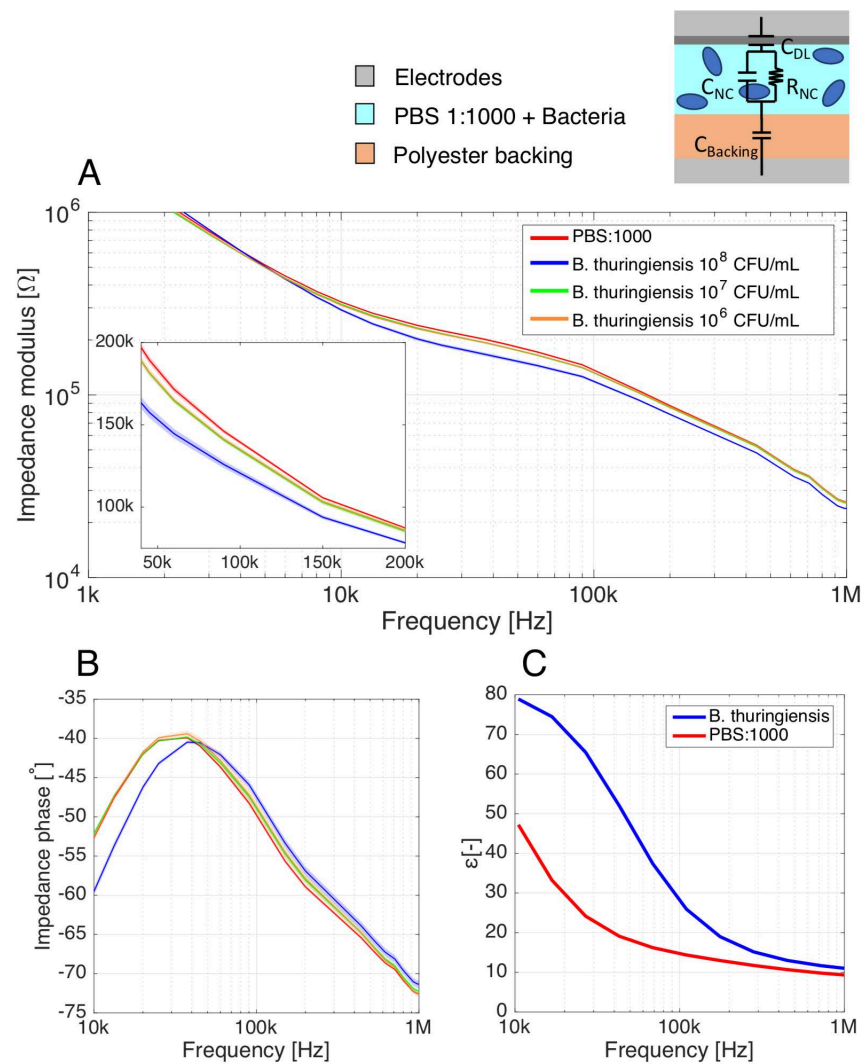 Electrodes
PBS 1:1000 + Bacteria
Polyester backing
C_DL
C_NC R_NC
C_Backing
A
Impedance modulus [Ω]
10^6
10^5
10^4
PBS:1000
B. thuringiensis 10^8 CFU/mL
B. thuringiensis 10^7 CFU/mL
B. thuringiensis 10^6 CFU/mL
200k
150k
100k
50k 100k 150k 200k
1k 10k 100k 1M
Frequency [Hz]
B
Impedance phase [°]
-35
-40
-45
-50
-55
-60
-65
-70
-75
10k 100k 1M
Frequency [Hz]
C
ε[-]
80
70
60
50
40
30
20
10
0
B. thuringiensis
PBS:1000
10k 100k 1M
Frequency [Hz]